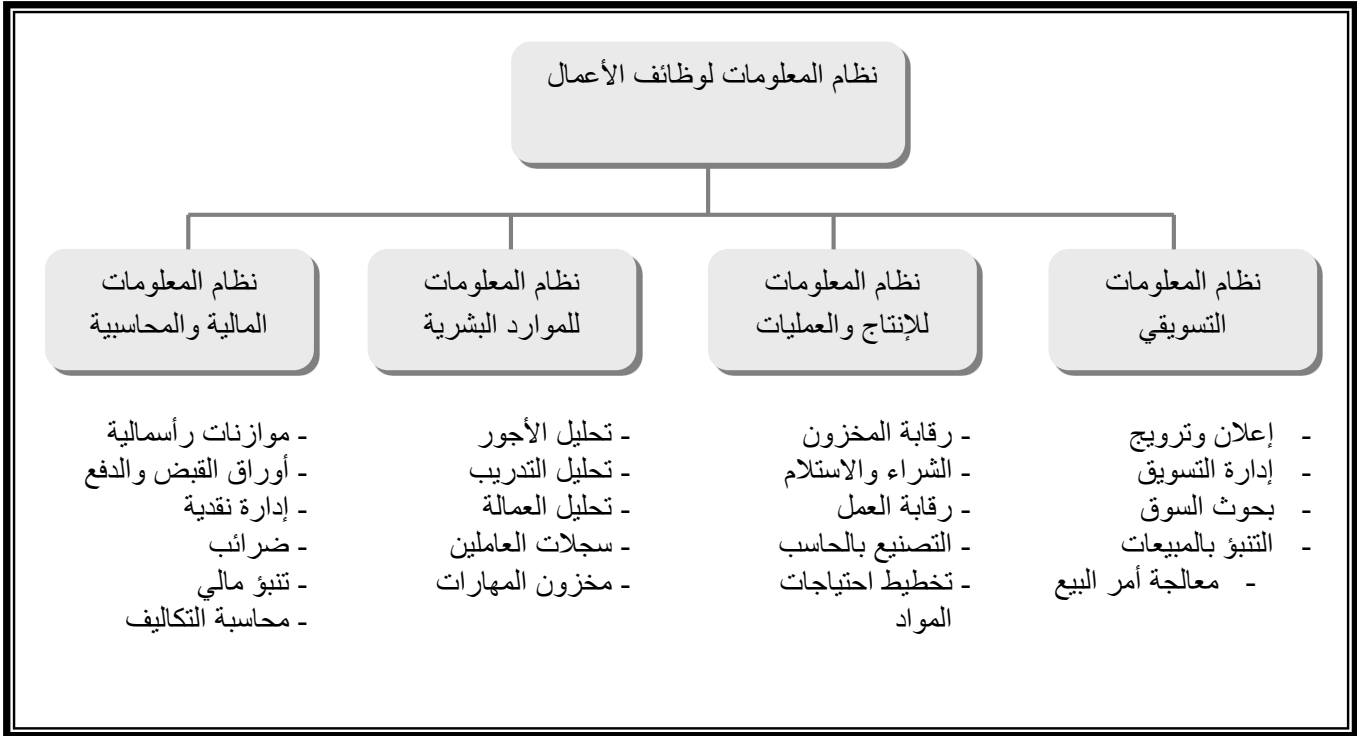 نظام المعلومات لوظائف الأعمال
نظام المعلومات
التسويقي
- إعلان وترويج
- إدارة التسويق
- بحوث السوق
- التنبؤ بالمبيعات
- معالجة أمر البيع
نظام المعلومات
للإنتاج والعمليات
- رقابة المخزون
- الشراء والاستلام
- رقابة العمل
- التصنيع بالحاسب
- تخطيط احتياجات
المواد
نظام المعلومات
للموارد البشرية
- تحليل الأجور
- تحليل التدريب
- تحليل العمالة
- سجلات العاملين
- مخزون المهارات
نظام المعلومات
المالية والمحاسبية
- موازنات رأسمالية
- أوراق القبض والدفع
- إدارة نقدية
- ضرائب
- تنبؤ مالي
- محاسبة التكاليف